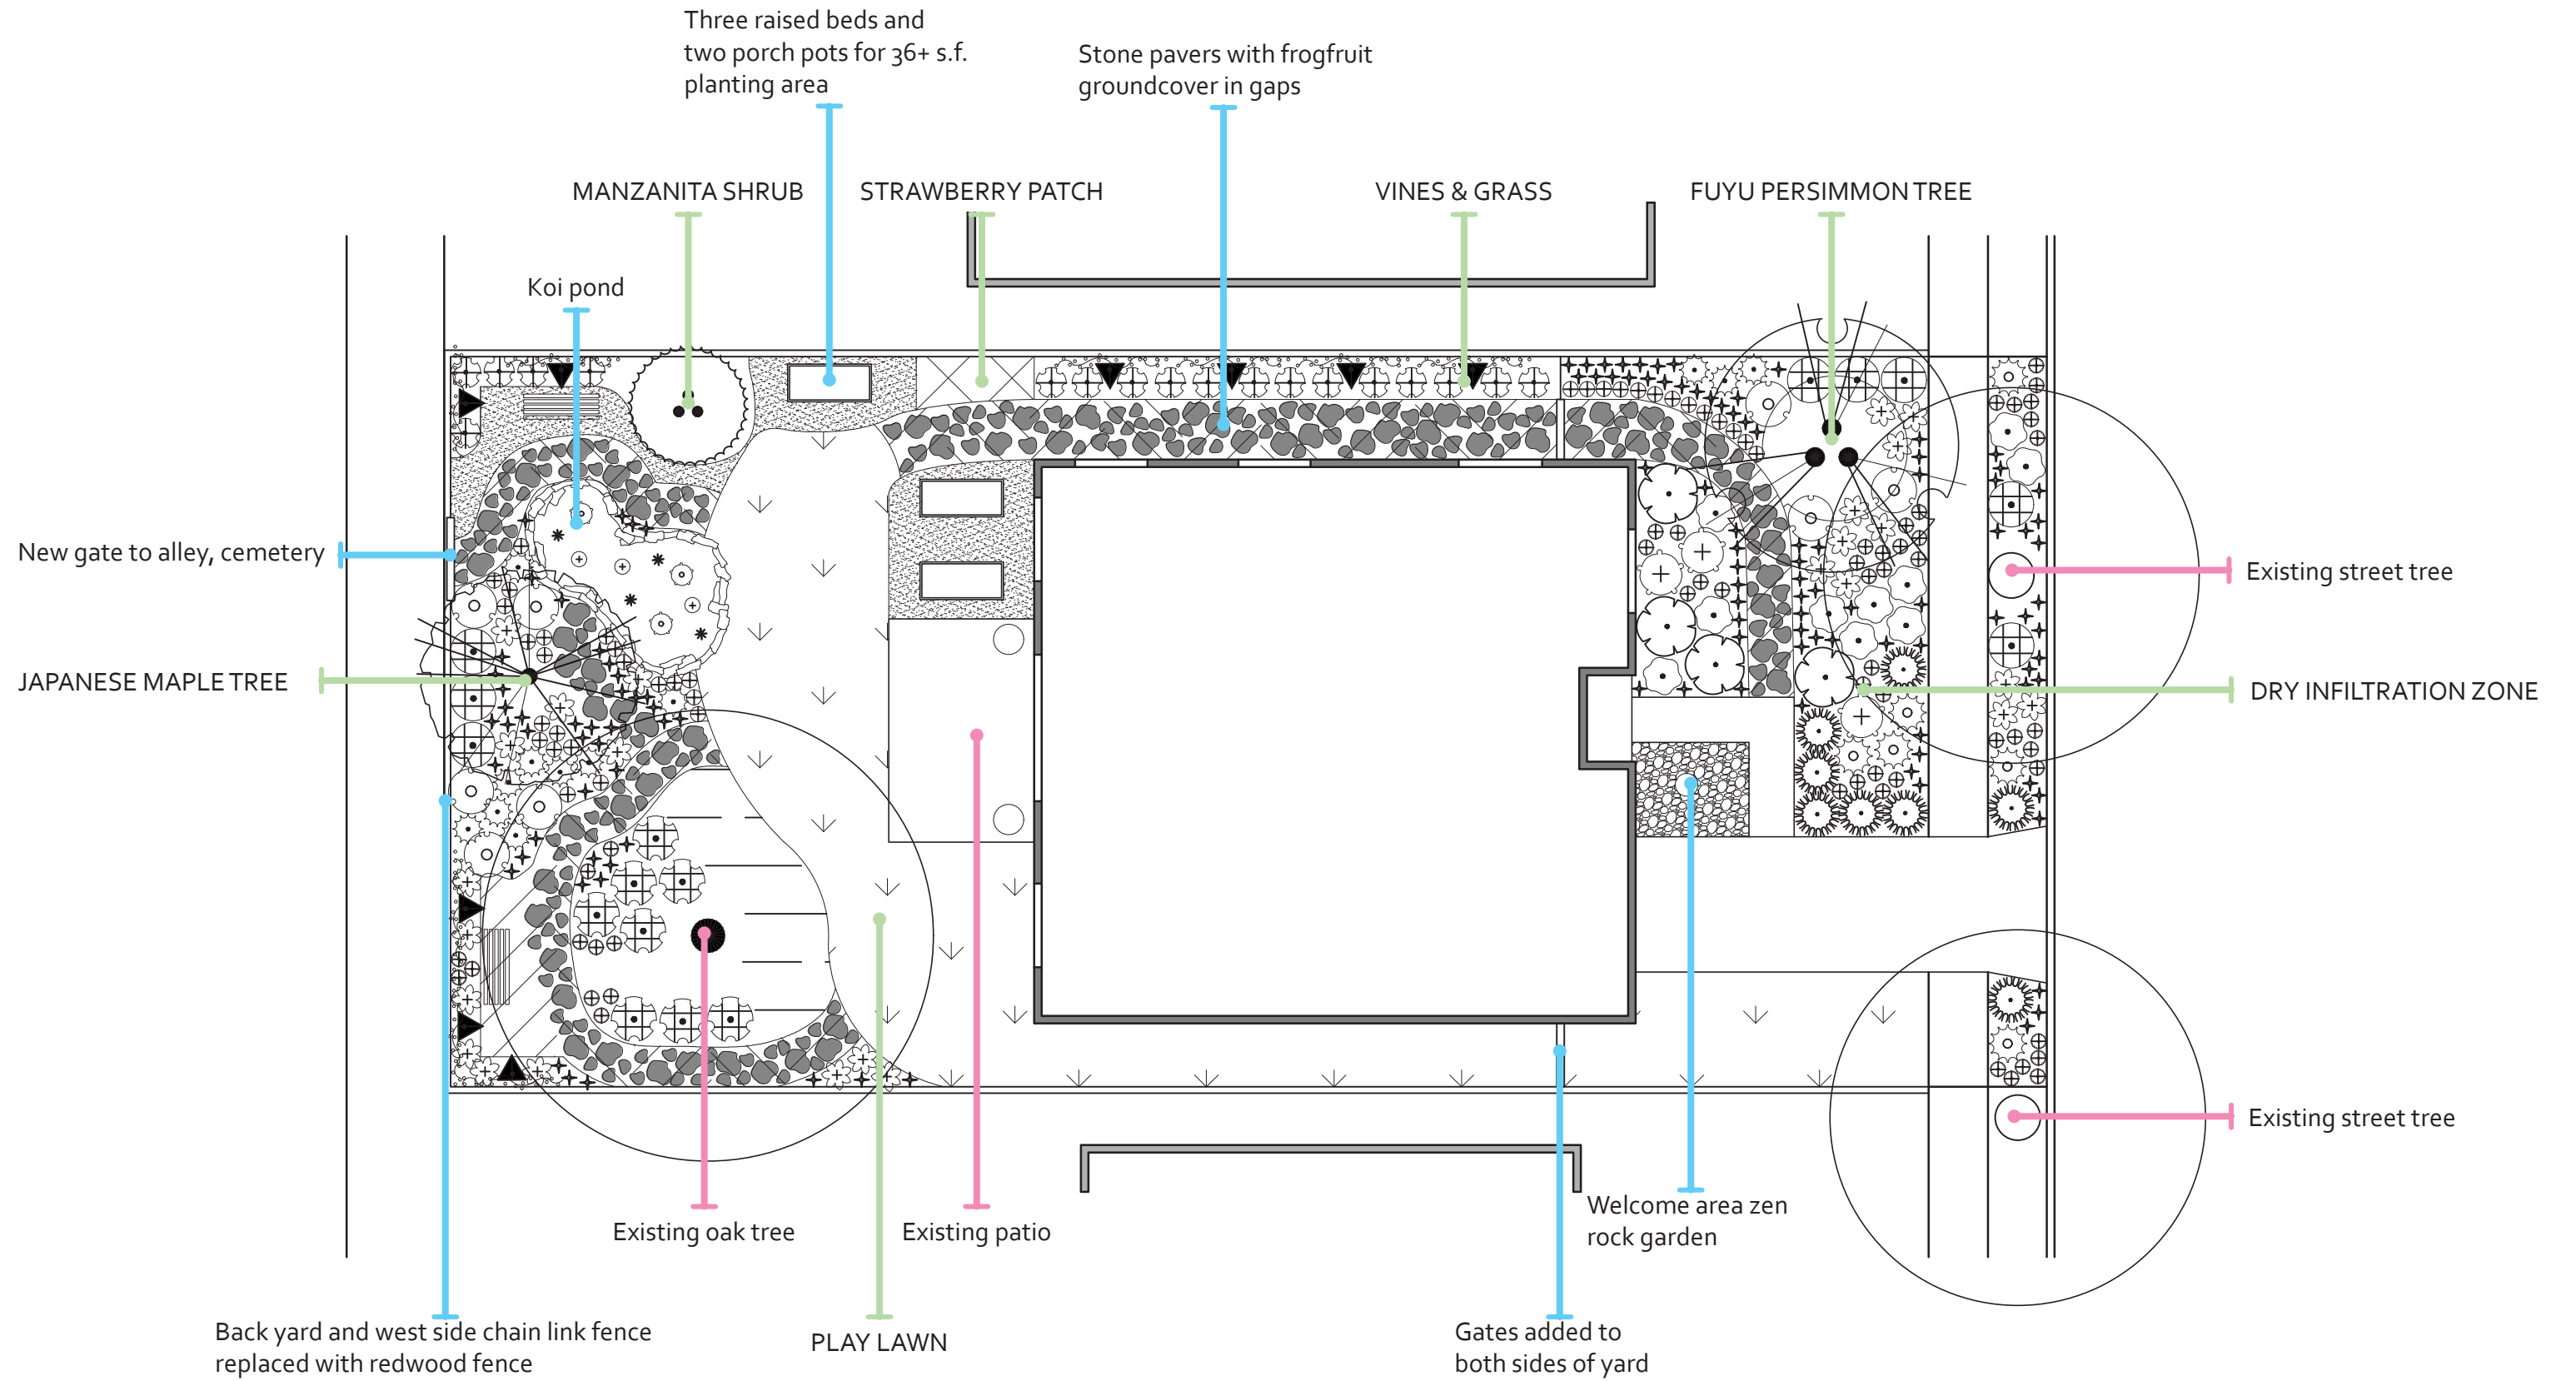 Three raised beds and
two porch pots for 36+ s.f.
planting area
Stone pavers with frogfruit
groundcover in gaps
MANZANITA SHRUB
STRAWBERRY PATCH
VINES & GRASS
FUYU PERSIMMON TREE
Koi pond
New gate to alley, cemetery
Existing street tree
JAPANESE MAPLE TREE
DRY INFILTRATION ZONE
Existing street tree
Existing oak tree
Existing patio
Welcome area zen
rock garden
Back yard and west side chain link fence
replaced with redwood fence
PLAY LAWN
Gates added to
both sides of yard